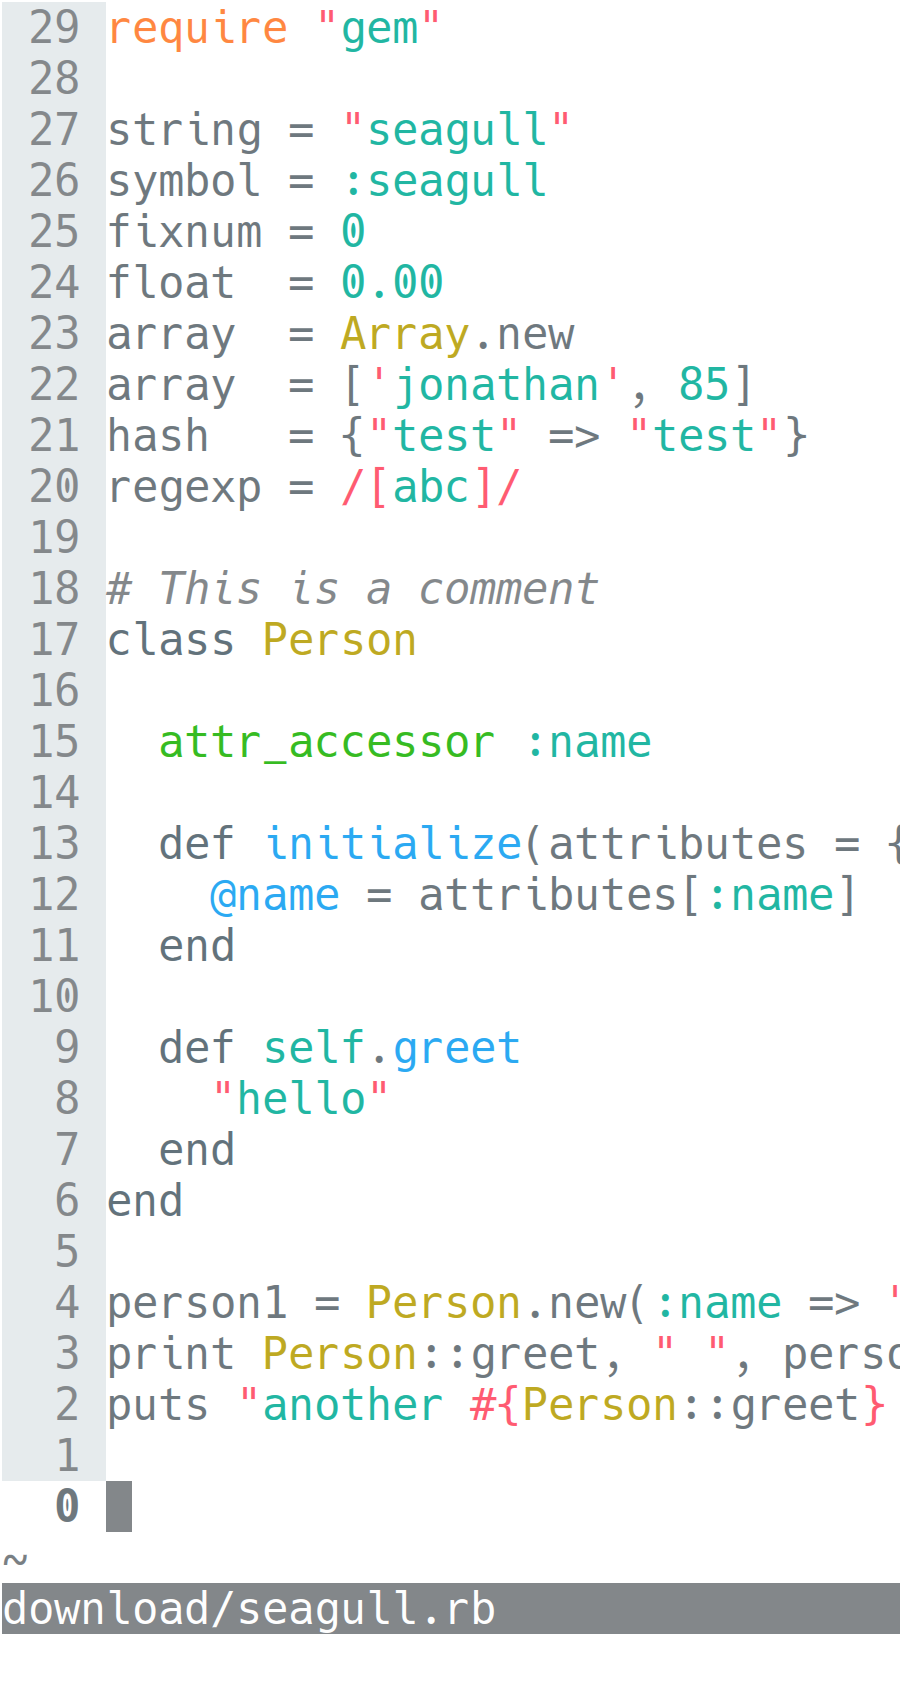 29 require "gem"
28
27 string = "seagull"
26 symbol = :seagull
25 fixnum = 0
24 float  = 0.00
23 array  = Array.new
22 array  = ['jonathan', 85]
21 hash   = {"test" => "test"}
20 regexp = /[abc]/
19
18 # This is a comment
17 class Person
16
15   attr_accessor :name
14
13   def initialize(attributes = {
12     @name = attributes[:name]
11   end
10
 9   def self.greet
 8     "hello"
 7   end
 6 end
 5
 4 person1 = Person.new(:name => '
 3 print Person::greet, " ", perso
 2 puts "another #{Person::greet}
 1
 0
~
download/seagull.rb